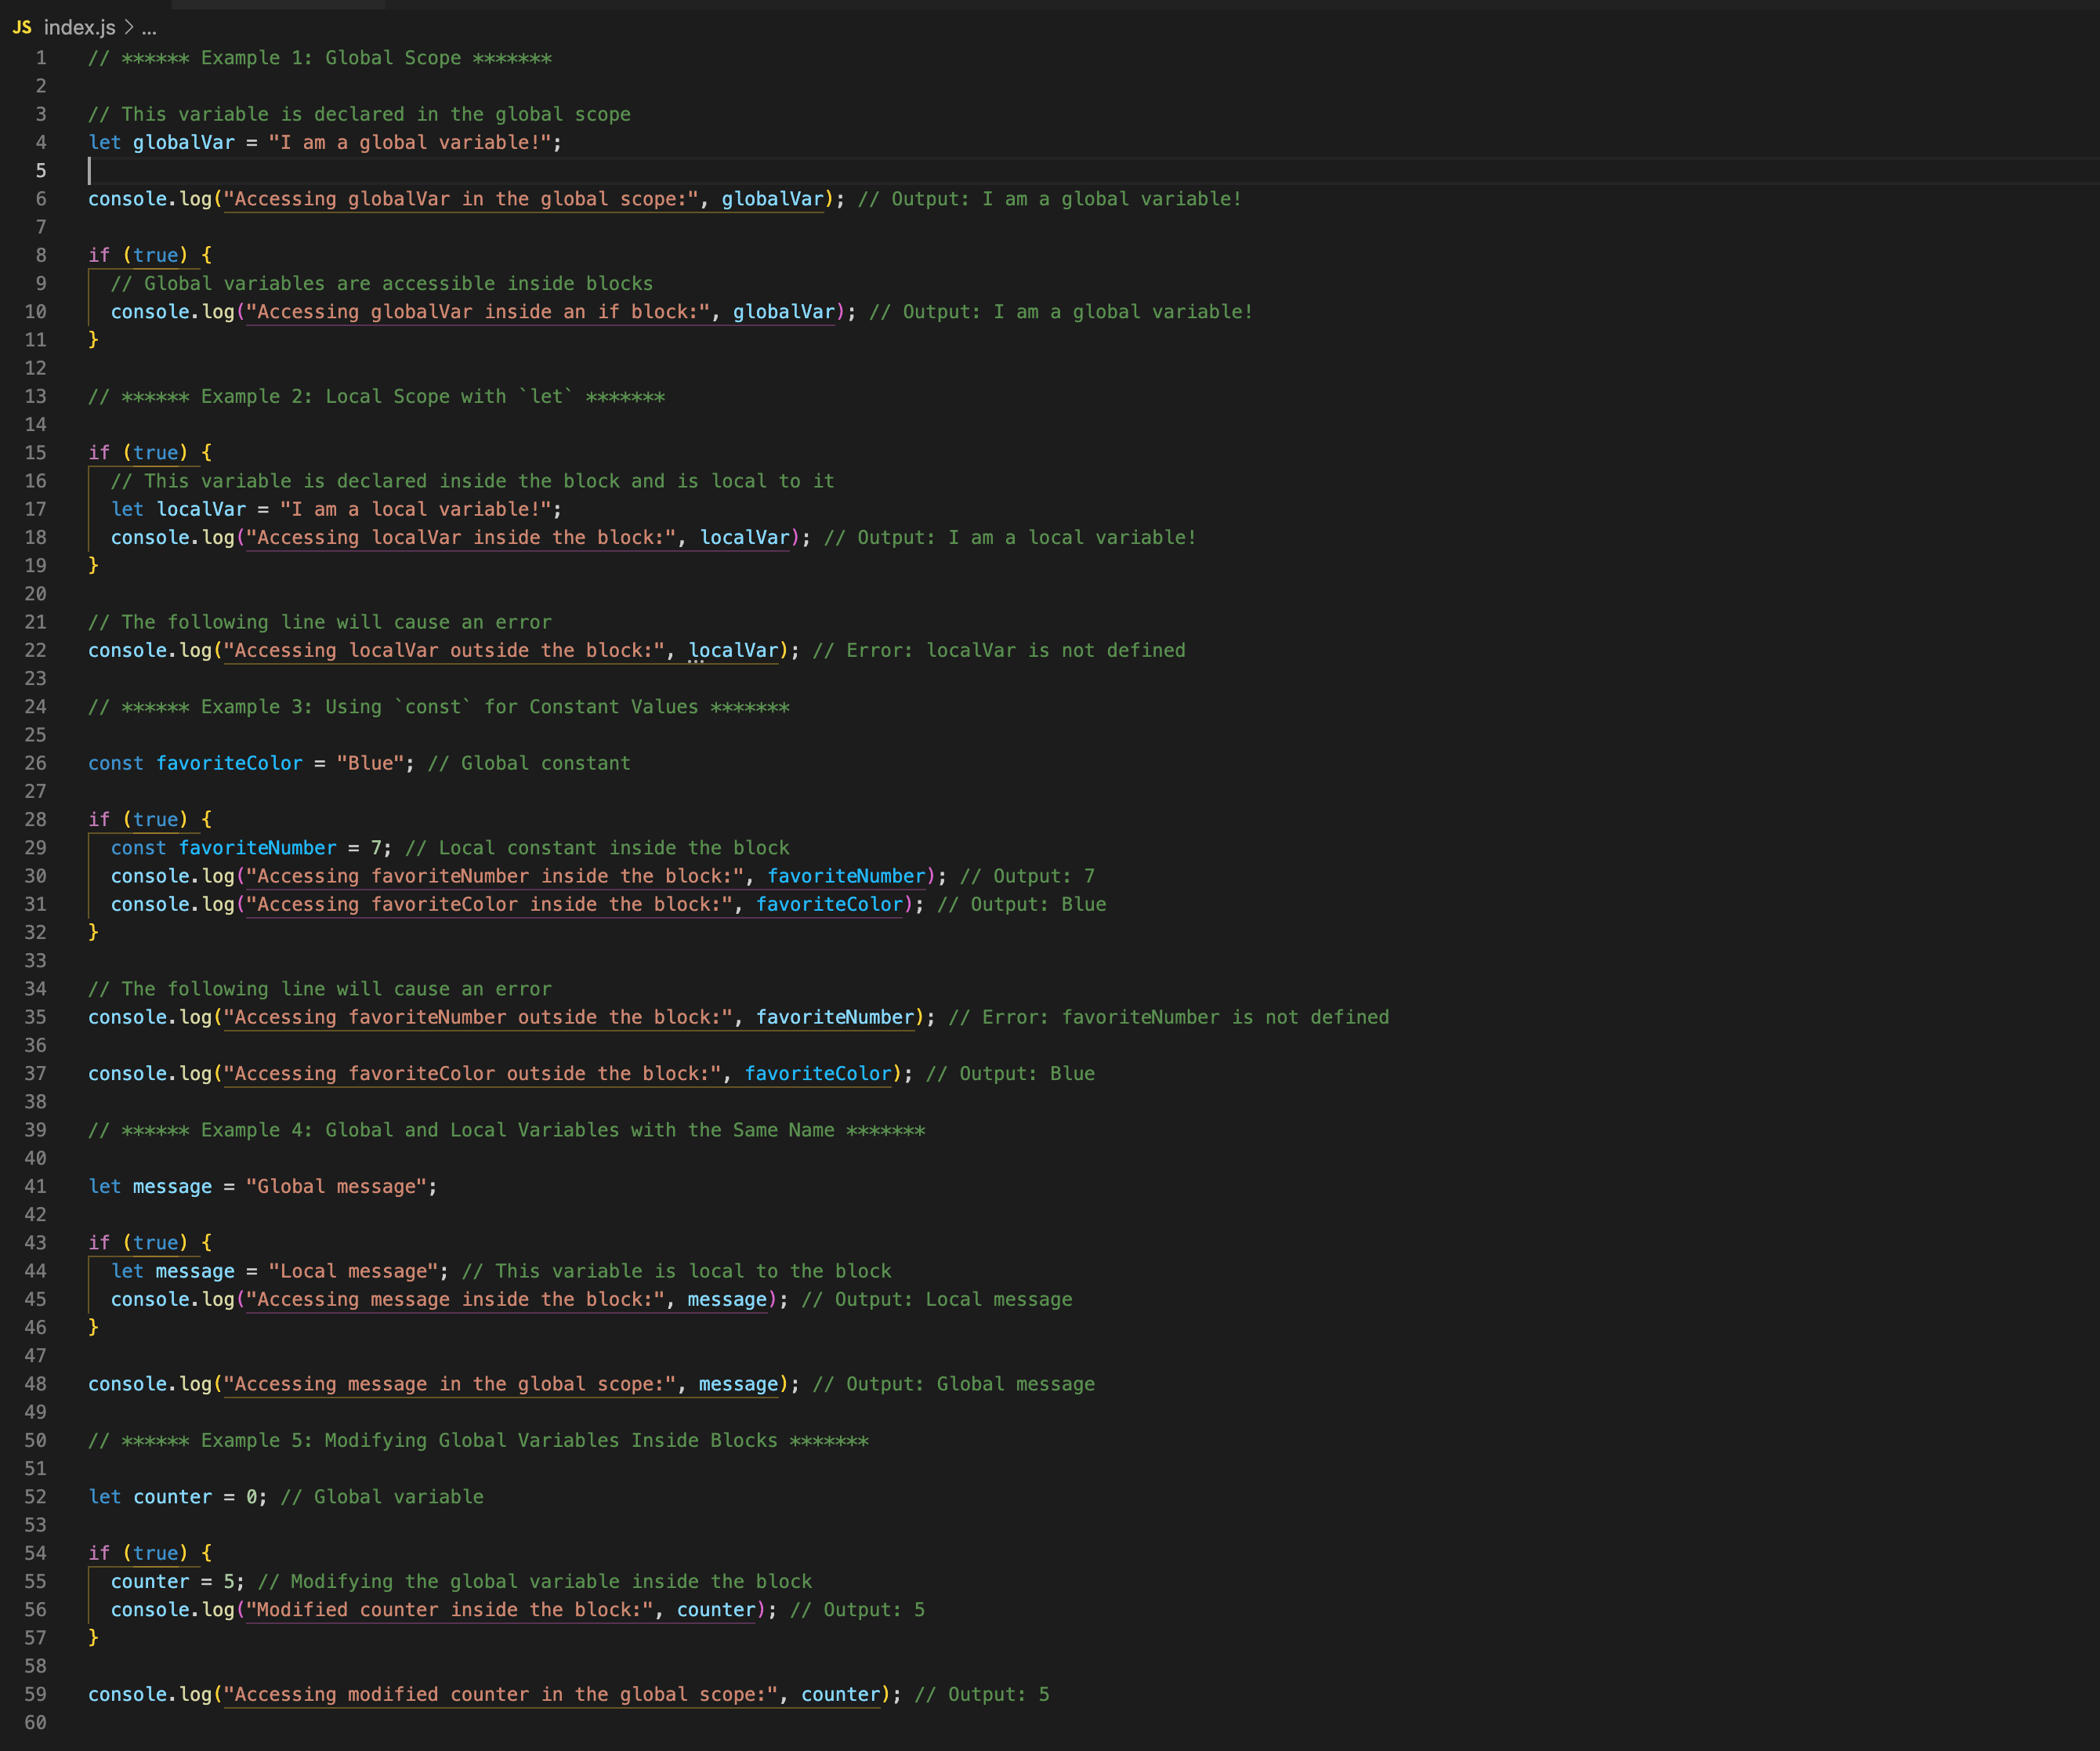 JS index.js > ...
1 // ****** Example 1: Global Scope *******
2
3 // This variable is declared in the global scope
4 let globalVar = "I am a global variable!";
5
6 console.log("Accessing globalVar in the global scope:", globalVar); // Output: I am a global variable!
7
8 if (true) {
9   // Global variables are accessible inside blocks
10   console.log("Accessing globalVar inside an if block:", globalVar); // Output: I am a global variable!
11 }
12
13 // ****** Example 2: Local Scope with `let` *******
14
15 if (true) {
16   // This variable is declared inside the block and is local to it
17   let localVar = "I am a local variable!";
18   console.log("Accessing localVar inside the block:", localVar); // Output: I am a local variable!
19 }
20
21 // The following line will cause an error
22 console.log("Accessing localVar outside the block:", localVar); // Error: localVar is not defined
23
24 // ****** Example 3: Using `const` for Constant Values *******
25
26 const favoriteColor = "Blue"; // Global constant
27
28 if (true) {
29   const favoriteNumber = 7; // Local constant inside the block
30   console.log("Accessing favoriteNumber inside the block:", favoriteNumber); // Output: 7
31   console.log("Accessing favoriteColor inside the block:", favoriteColor); // Output: Blue
32 }
33
34 // The following line will cause an error
35 console.log("Accessing favoriteNumber outside the block:", favoriteNumber); // Error: favoriteNumber is not defined
36
37 console.log("Accessing favoriteColor outside the block:", favoriteColor); // Output: Blue
38
39 // ****** Example 4: Global and Local Variables with the Same Name *******
40
41 let message = "Global message";
42
43 if (true) {
44   let message = "Local message"; // This variable is local to the block
45   console.log("Accessing message inside the block:", message); // Output: Local message
46 }
47
48 console.log("Accessing message in the global scope:", message); // Output: Global message
49
50 // ****** Example 5: Modifying Global Variables Inside Blocks *******
51
52 let counter = 0; // Global variable
53
54 if (true) {
55   counter = 5; // Modifying the global variable inside the block
56   console.log("Modified counter inside the block:", counter); // Output: 5
57 }
58
59 console.log("Accessing modified counter in the global scope:", counter); // Output: 5
60